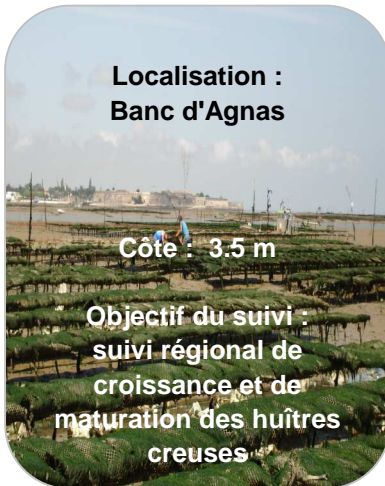 Localisation :
Banc d'Agnas
Côte : 3.5 m
Objectif du suivi :
suivi régional de
croissance et de
maturation des huîtres
creuses